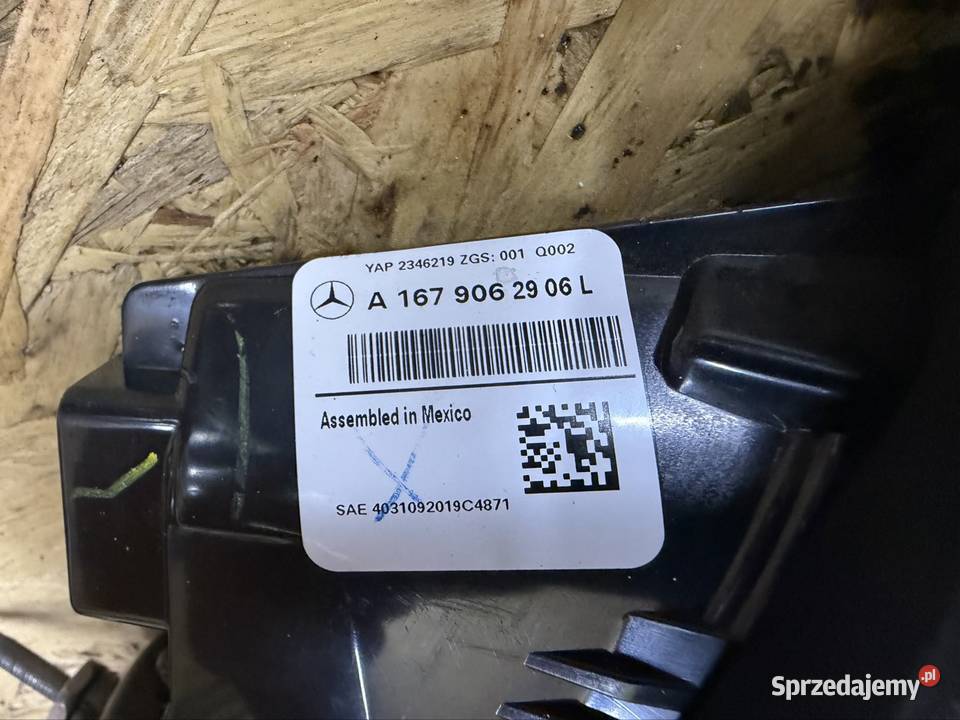 YAP 2346219 ZGS: 001 Q002
A 167 906 29 06 L
Assembled in Mexico
SAE 4031092019C4871
Sprzedajemy.pl